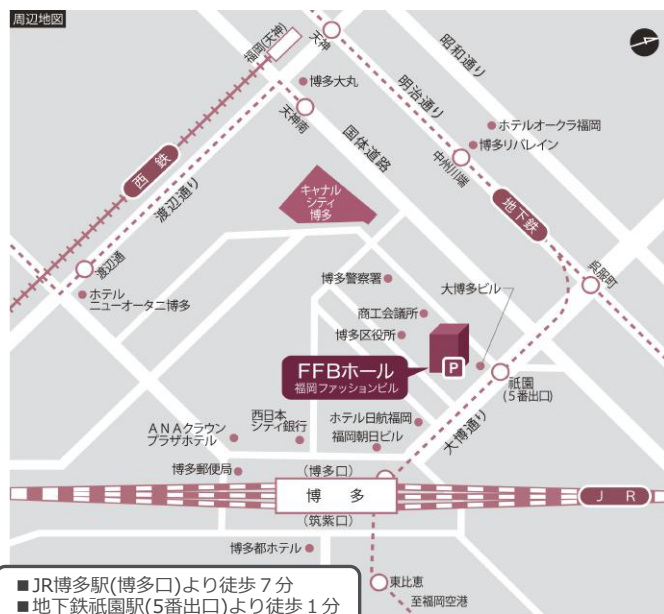 周辺地図
福岡(天神)
天神
昭和通り
明治通り
博多大丸
天神南
国体道路
ホテルオークラ福岡
博多リバレイン
中州川端
西鉄
渡辺通り
キャナル
シティ
博多
地下鉄
渡辺通
呉服町
ホテル
ニューオータニ博多
博多警察署
大博多ビル
商工会議所
博多区役所
FFBホール
福岡ファッションビル
P
祇園
(5番出口)
大博通り
ANAクラウン
プラザホテル
西日本
シティ銀行
ホテル日航福岡
福岡朝日ビル
博多郵便局
(博多口)
博多
JR
(筑紫口)
博多都ホテル
東比恵
至福岡空港
■JR博多駅(博多口)より徒歩7分
■地下鉄祇園駅(5番出口)より徒歩1分